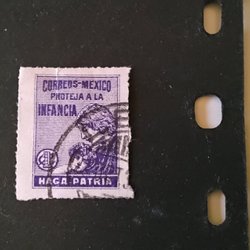 CORREOS-MEXICO
PROTEJA A LA
INFANCIA
HAGA-PATRIA